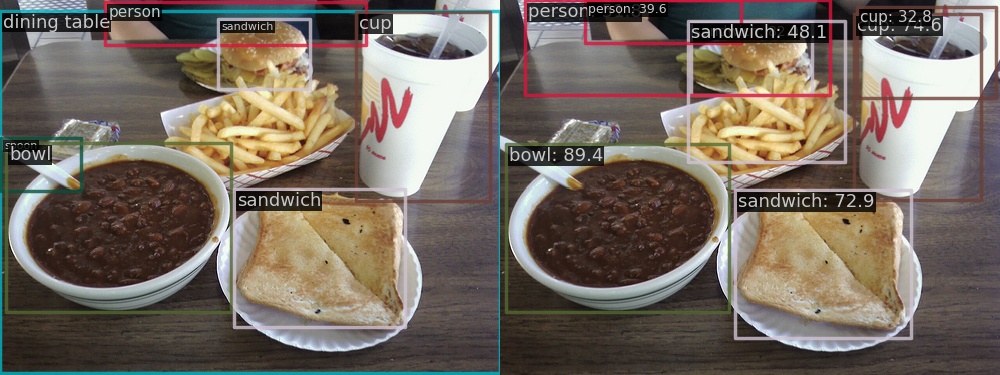 dining table
person
sandwich
cup
spoon
bowl
sandwich
person: 39.6
sandwich: 48.1
cup: 32.8
cup: 74.6
bowl: 89.4
sandwich: 72.9